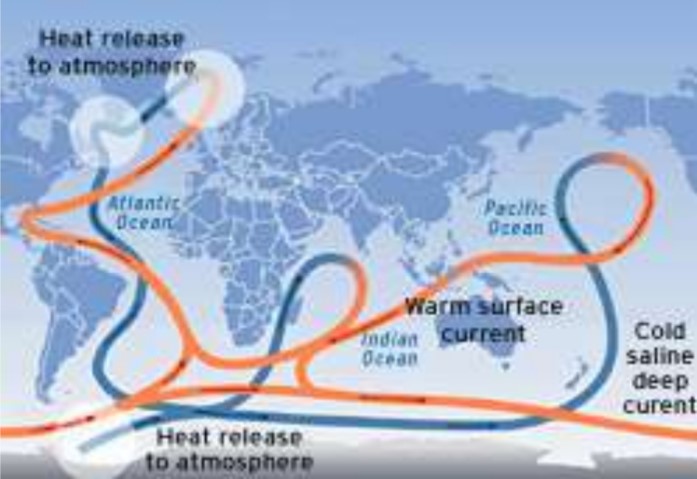 Heat release
to atmosphere
Atlantic
Ocean
Pacific
Ocean
Warm surface
current
Indian
Ocean
Cold
saline
deep
curent
Heat release
to atmosphere